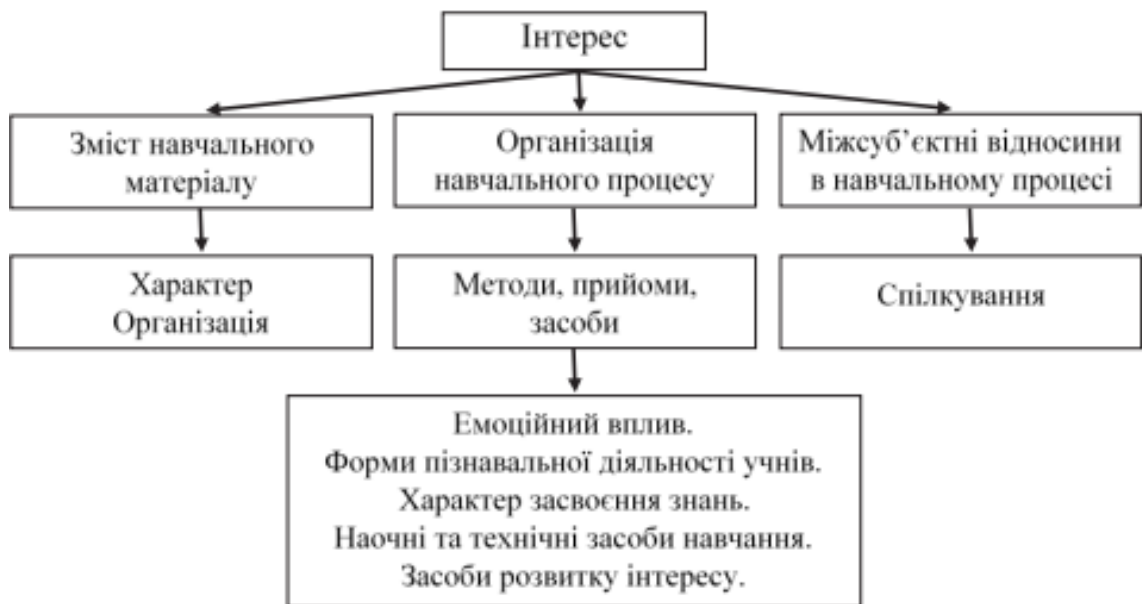 Інтерес
Зміст навчального
матеріалу
Організація
навчального процесу
Міжсуб’єктні відносини
в навчальному процесі
Характер
Організація
Методи, прийоми,
засоби
Спілкування
Емоційний вплив.
Форми пізнавальної діяльності учнів.
Характер засвоєння знань.
Наочні та технічні засоби навчання.
Засоби розвитку інтересу.